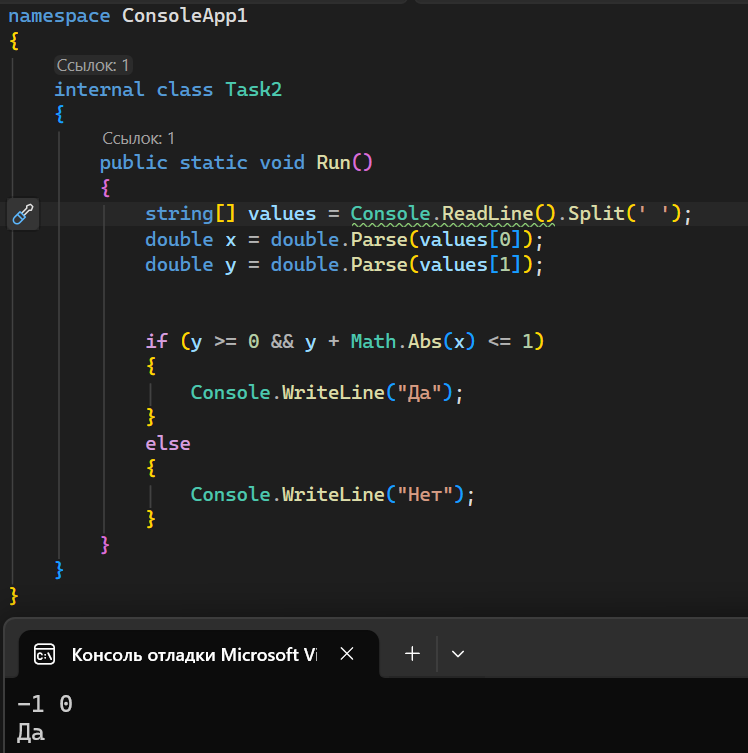 namespace ConsoleApp1
{
Ссылок: 1
internal class Task2
{
Ссылок: 1
public static void Run()
{
string[] values = Console.ReadLine().Split(' ');
double x = double.Parse(values[0]);
double y = double.Parse(values[1]);
if (y >= 0 && y + Math.Abs(x) <= 1)
{
Console.WriteLine("Да");
}
else
{
Console.WriteLine("Нет");
}
}
}
}
Консоль отладки Microsoft Vi
-1 0
Да